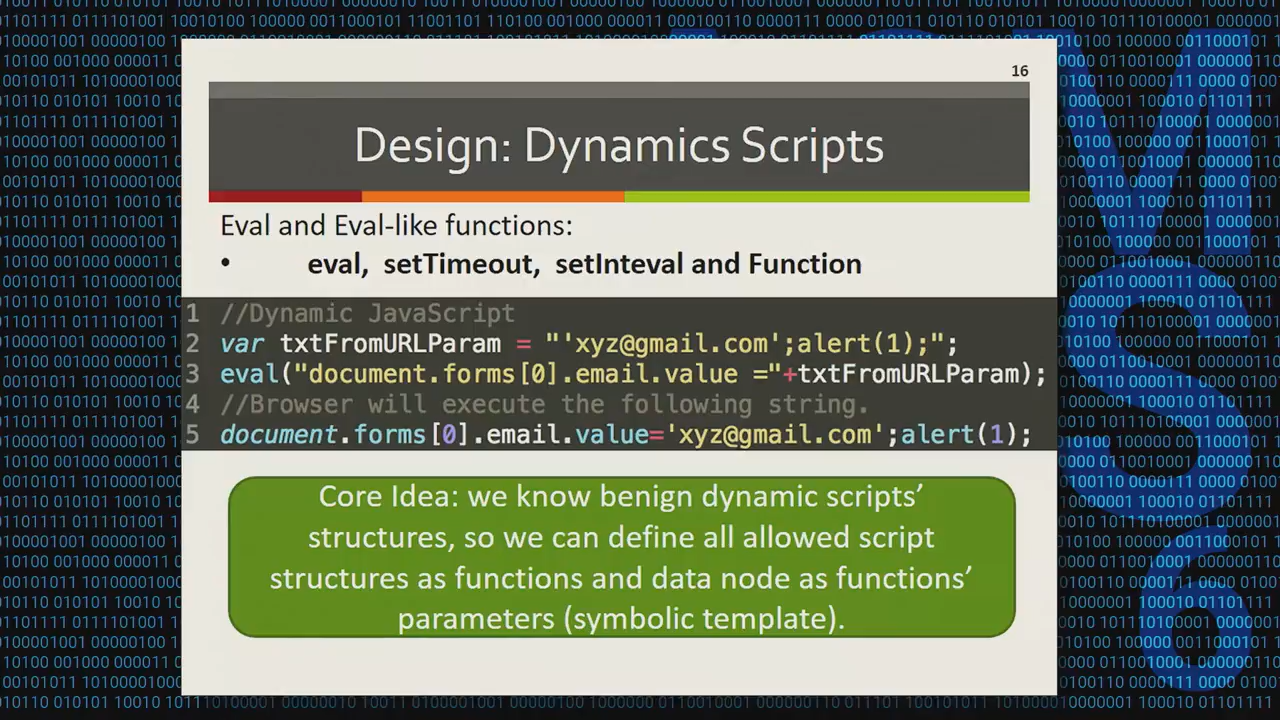 16
Design: Dynamics Scripts
Eval and Eval-like functions:
• eval, setTimeout, setInteval and Function
1 //Dynamic JavaScript
2 var txtFromURLParam = "'xyz@gmail.com';alert(1);";
3 eval("document.forms[0].email.value ="+txtFromURLParam);
4 //Browser will execute the following string.
5 document.forms[0].email.value='xyz@gmail.com';alert(1);
Core Idea: we know benign dynamic scripts’
structures, so we can define all allowed script
structures as functions and data node as functions’
parameters (symbolic template).